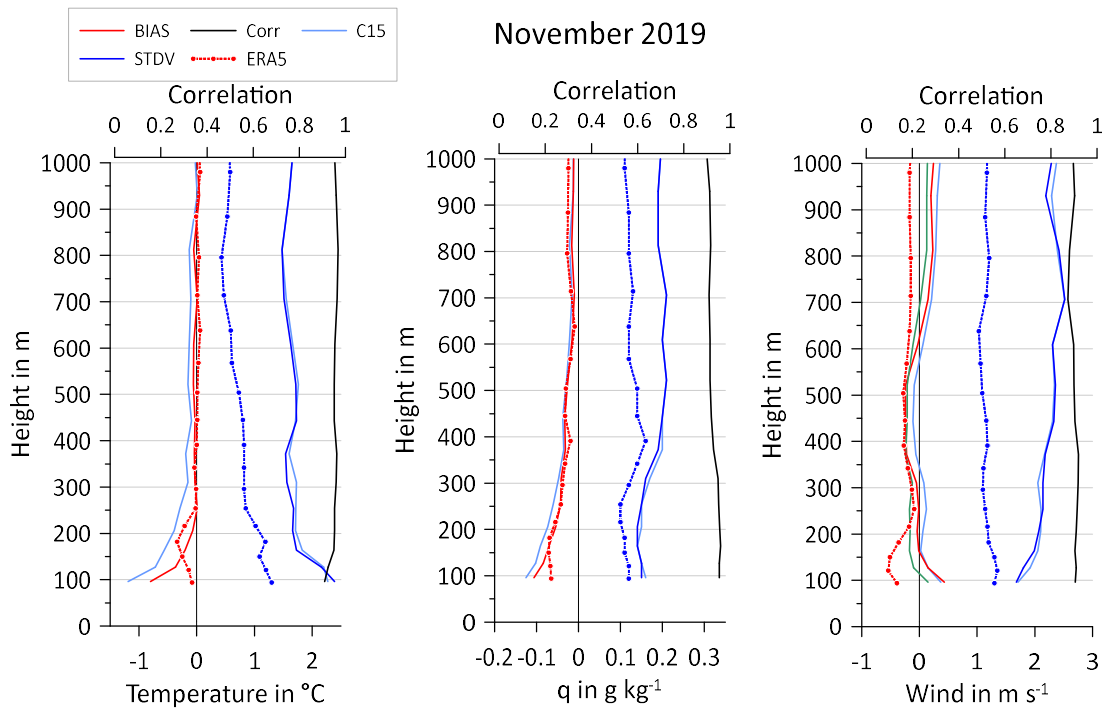 BIAS Corr C15
STDV ERA5
November 2019
Correlation
0 0.2 0.4 0.6 0.8 1
1000
900
800
700
600
500
400
300
200
100
0
Height in m
-1 0 1 2
Temperature in °C
Correlation
0 0.2 0.4 0.6 0.8 1
1000
900
800
700
600
500
400
300
200
100
0
Height in m
-0.2 -0.1 0 0.1 0.2 0.3
q in g kg-1
Correlation
0 0.2 0.4 0.6 0.8 1
1000
900
800
700
600
500
400
300
200
100
0
Height in m
-1 0 1 2 3
Wind in m s-1